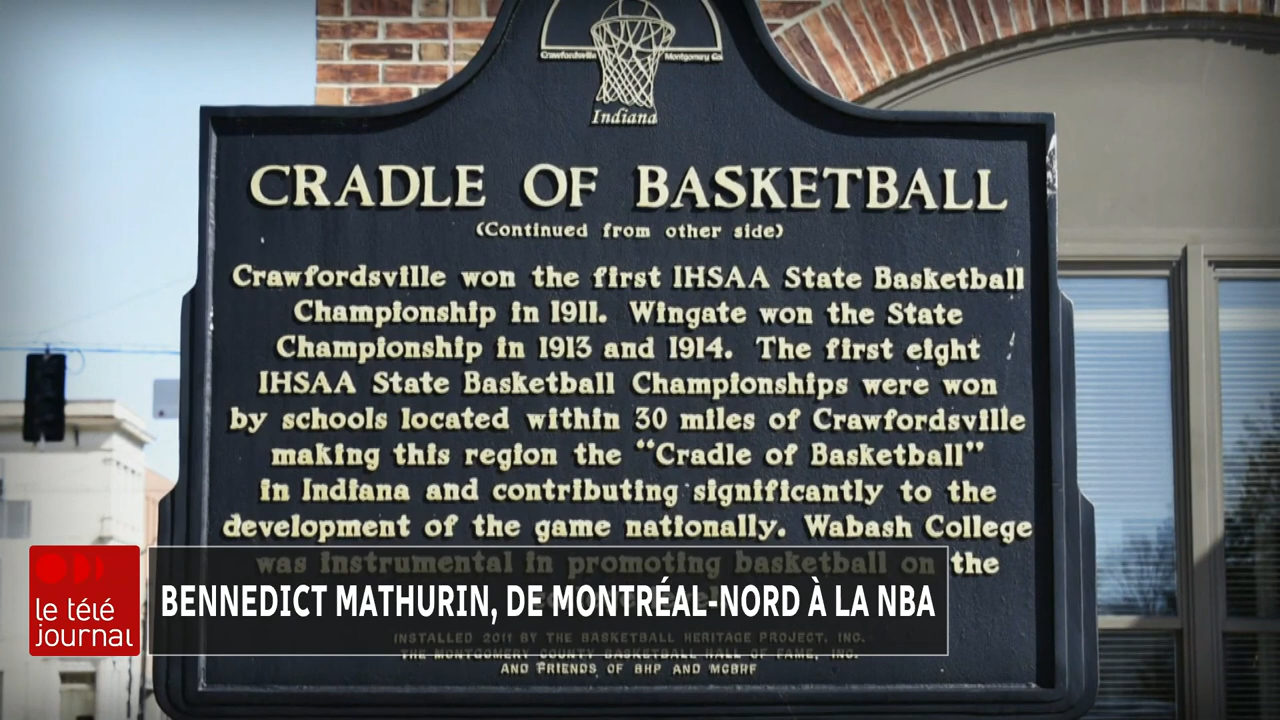 Crawfordsville Montgomery Co
Indiana
CRADLE OF BASKETBALL
(Continued from other side)
Crawfordsville won the first IHSAA State Basketball
Championship in 1911. Wingate won the State
Championship in 1913 and 1914. The first eight
IHSAA State Basketball Championships were won
by schools located within 30 miles of Crawfordsville
making this region the “Cradle of Basketball”
in Indiana and contributing significantly to the
development of the game nationally. Wabash College
was instrumental in promoting basketball on the
le télé
journal
BENNEDICT MATHURIN, DE MONTRÉAL-NORD À LA NBA
INSTALLED 2011 BY THE BASKETBALL HERITAGE PROJECT, INC.
THE MONTGOMERY COUNTY BASKETBALL HALL OF FAME, INC.
AND FRIENDS OF BHP AND MCBHF